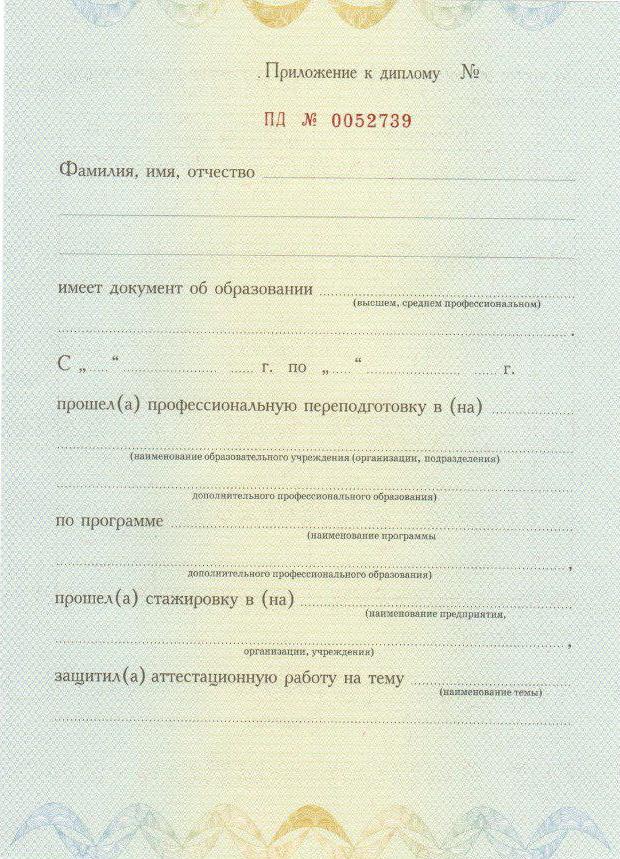 Приложение к диплому №
ПД № 0052739
Фамилия, имя, отчество
имеет документ об образовании
(высшем, среднем профессиональном)
С „ “ г. по „ “ г.
прошел(а) профессиональную переподготовку в (на)
(наименование образовательного учреждения (организации, подразделения)
дополнительного профессионального образования)
по программе
(наименование программы
дополнительного профессионального образования)
прошел(а) стажировку в (на)
(наименование предприятия,
организации, учреждения)
защитил(а) аттестационную работу на тему
(наименование темы)